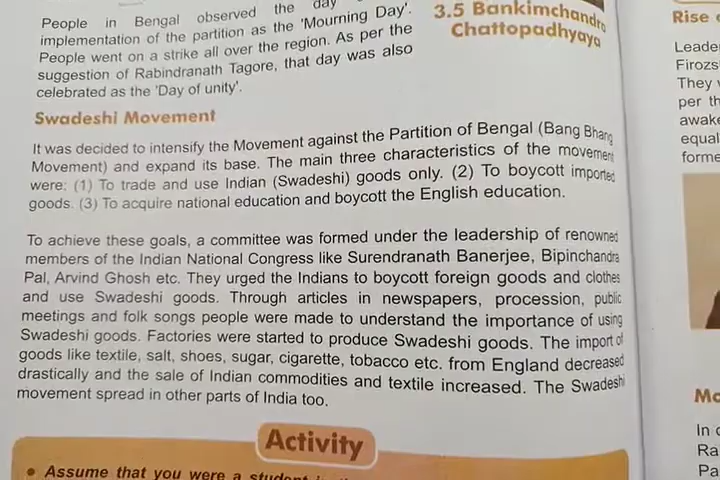 People in Bengal observed the day
implementation of the partition as the 'Mourning Day'.
People went on a strike all over the region. As per the
suggestion of Rabindranath Tagore, that day was also
celebrated as the 'Day of unity'.
3.5 Bankimchandra
Chattopadhyaya
Swadeshi Movement
It was decided to intensify the Movement against the Partition of Bengal (Bang Bhang
Movement) and expand its base. The main three characteristics of the movement
were: (1) To trade and use Indian (Swadeshi) goods only. (2) To boycott imported
goods. (3) To acquire national education and boycott the English education.
To achieve these goals, a committee was formed under the leadership of renowned
members of the Indian National Congress like Surendranath Banerjee, Bipinchandra
Pal, Arvind Ghosh etc. They urged the Indians to boycott foreign goods and clothes
and use Swadeshi goods. Through articles in newspapers, procession, public
meetings and folk songs people were made to understand the importance of using
Swadeshi goods. Factories were started to produce Swadeshi goods. The import of
goods like textile, salt, shoes, sugar, cigarette, tobacco etc. from England decreased
drastically and the sale of Indian commodities and textile increased. The Swadeshi
movement spread in other parts of India too.
Activity
• Assume that you were a student
Rise
Leade
Firozs
They
per th
awake
equal
forme
Mo
In
Ra
Pa